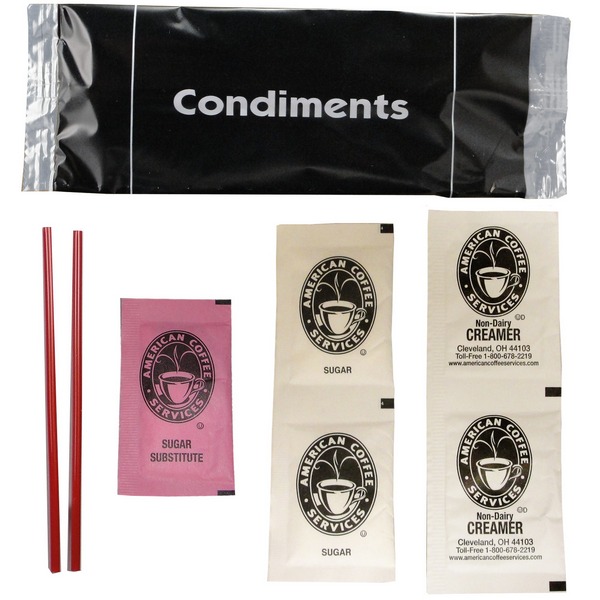 Condiments
AMERICAN COFFEE
SERVICES
U
SUGAR
SUBSTITUTE
AMERICAN COFFEE
SERVICES
U
SUGAR
AMERICAN COFFEE
SERVICES
U
SUGAR
AMERICAN COFFEE
SERVICES
UD
Non-Dairy
CREAMER
Cleveland, OH 44103
Toll-Free 1-800-678-2219
www.americancoffeeservices.com
AMERICAN COFFEE
SERVICES
UD
Non-Dairy
CREAMER
Cleveland, OH 44103
Toll-Free 1-800-678-2219
www.americancoffeeservices.com